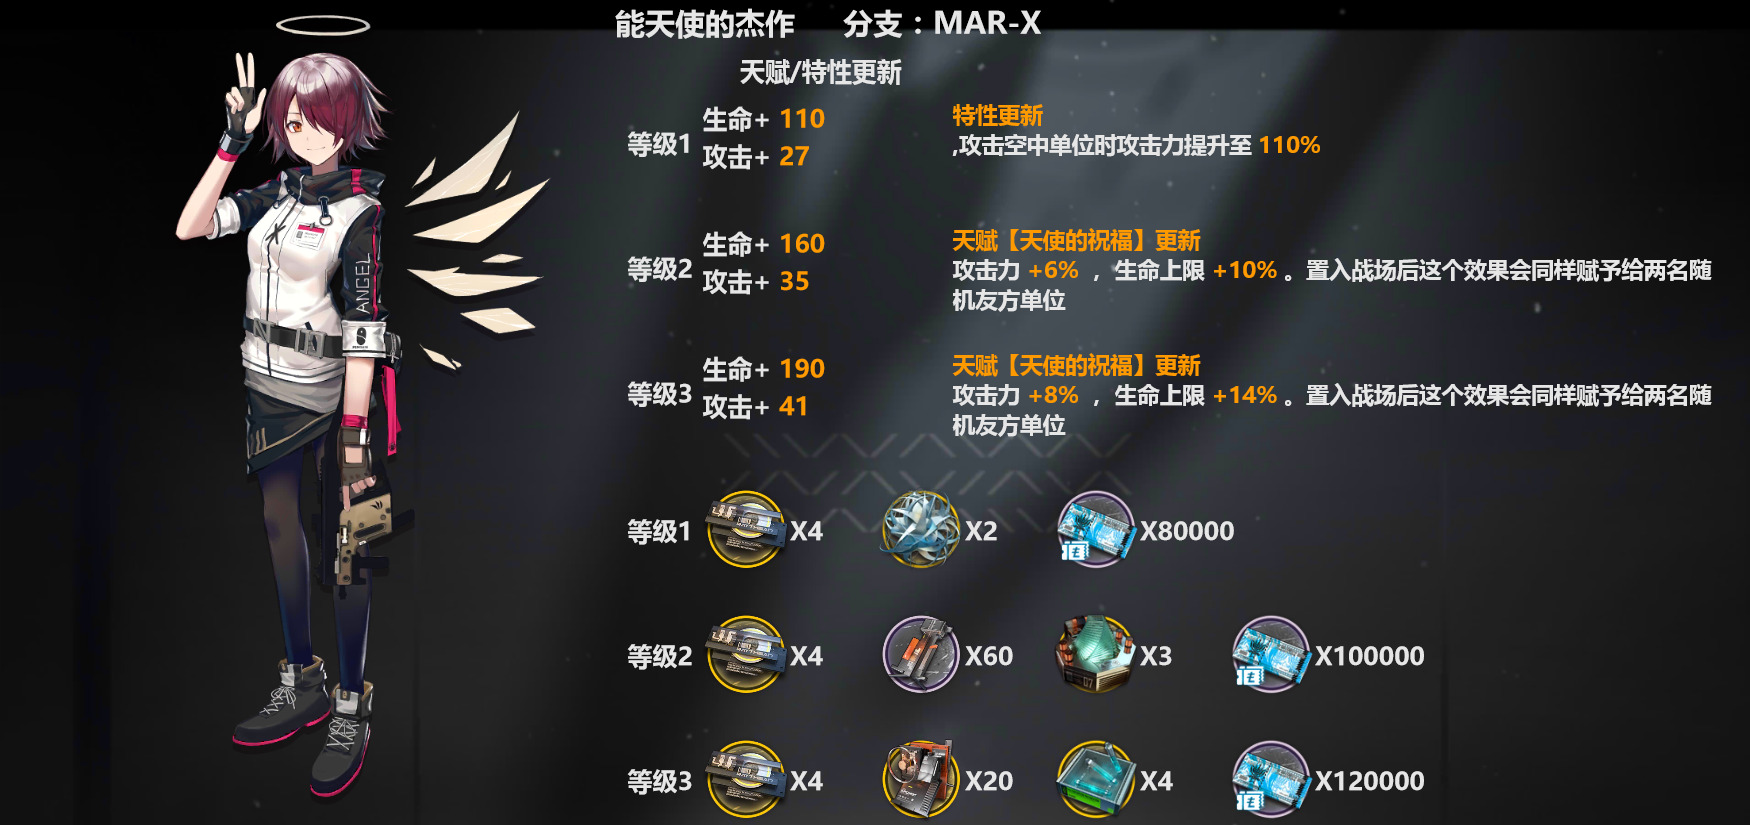 能天使的杰作 分支：MAR-X
天赋/特性更新
等级1
生命+ 110
攻击+ 27
特性更新
,攻击空中单位时攻击力提升至 110%
等级2
生命+ 160
攻击+ 35
天赋【天使的祝福】更新
攻击力 +6% ，生命上限 +10% 。置入战场后这个效果会同样赋予给两名随
机友方单位
等级3
生命+ 190
攻击+ 41
天赋【天使的祝福】更新
攻击力 +8% ，生命上限 +14% 。置入战场后这个效果会同样赋予给两名随
机友方单位
等级1 X4 X2 X80000
等级2 X4 X60 X3 X100000
等级3 X4 X20 X4 X120000
ANGEL
07